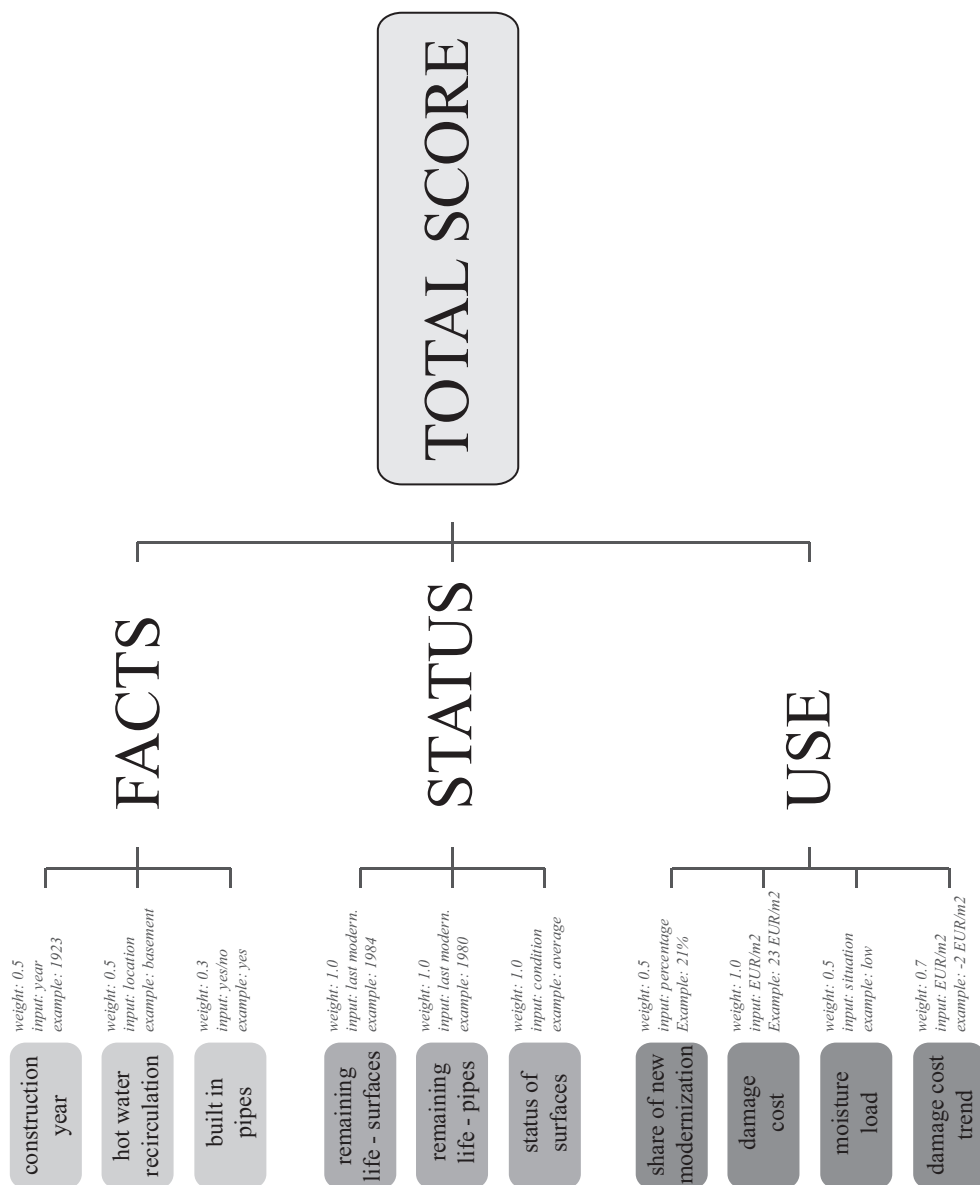 TOTAL SCORE
FACTS
construction
year
weight: 0.5
input: year
example: 1923
hot water
recirculation
weight: 0.5
input: location
example: basement
built in
pipes
weight: 0.3
input: yes/no
example: yes
STATUS
remaining
life - surfaces
weight: 1.0
input: last modern.
example: 1984
remaining
life - pipes
weight: 1.0
input: last modern.
example: 1980
status of
surfaces
weight: 1.0
input: condition
example: average
USE
share of new
modernization
weight: 0.5
input: percentage
Example: 21%
damage
cost
weight: 1.0
input: EUR/m2
Example: 23 EUR/m2
moisture
load
weight: 0.5
input: situation
example: low
damage cost
trend
weight: 0.7
input: EUR/m2
example: -2 EUR/m2